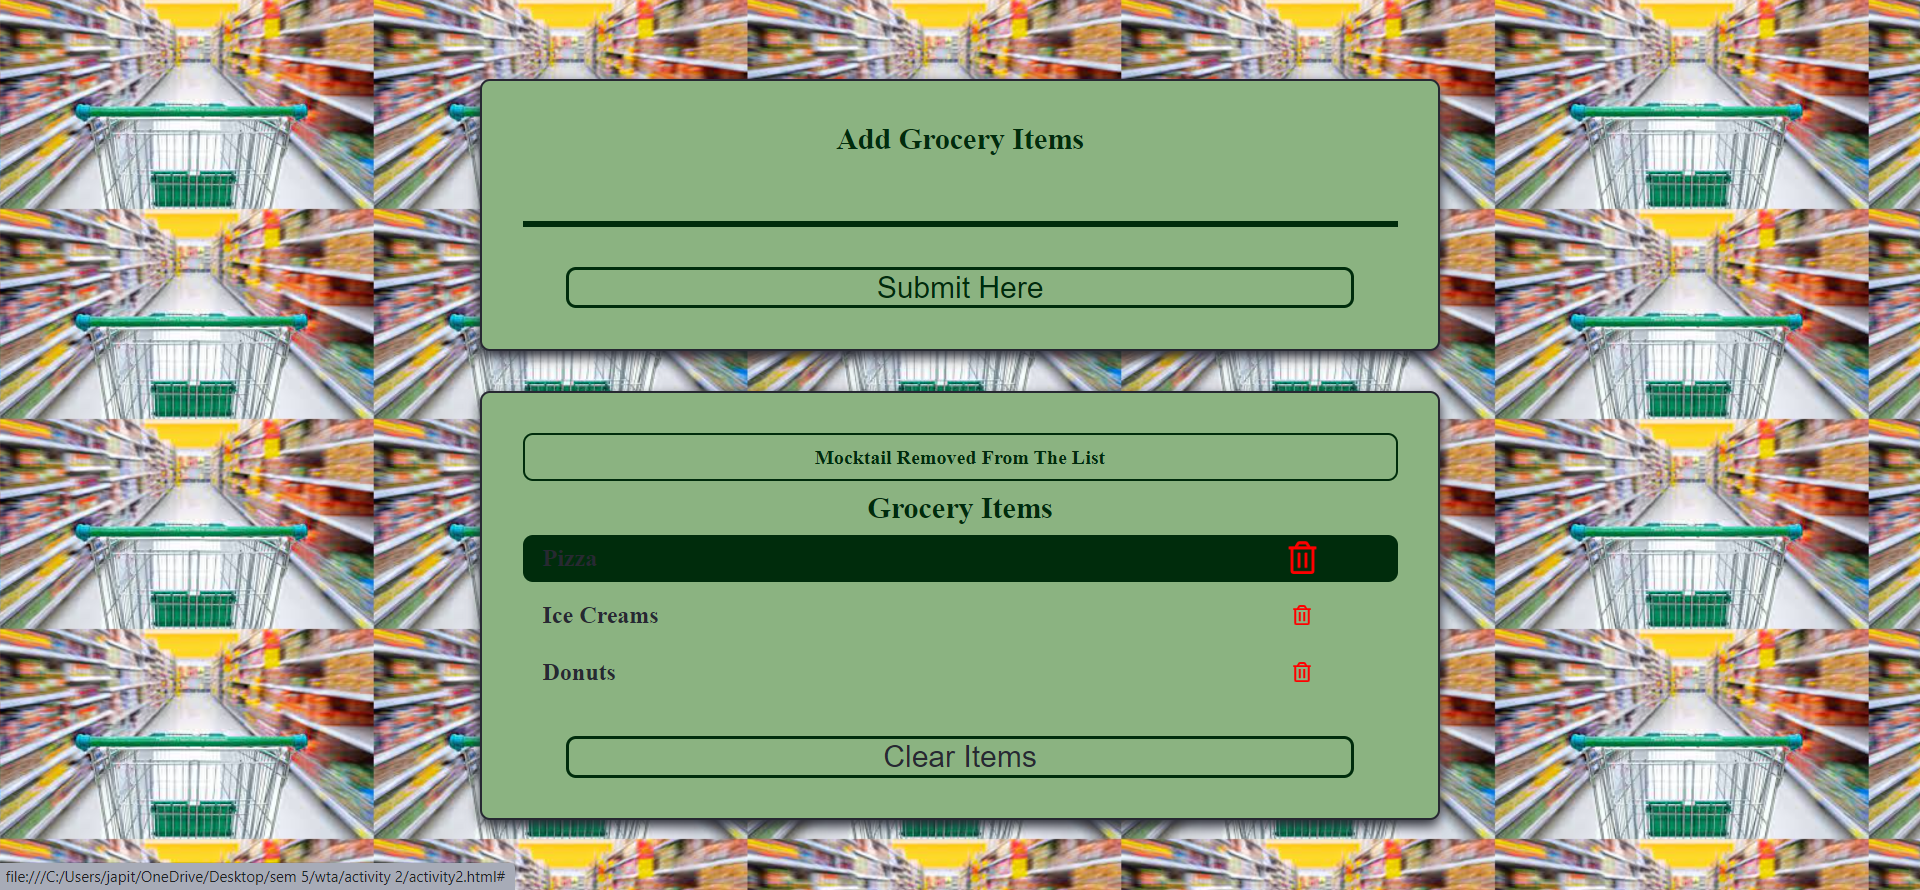 Add Grocery Items
Submit Here
Mocktail Removed From The List
Grocery Items
Pizza
Ice Creams
Donuts
Clear Items
file:///C:/Users/japit/OneDrive/Desktop/sem 5/wta/activity 2/activity2.html#